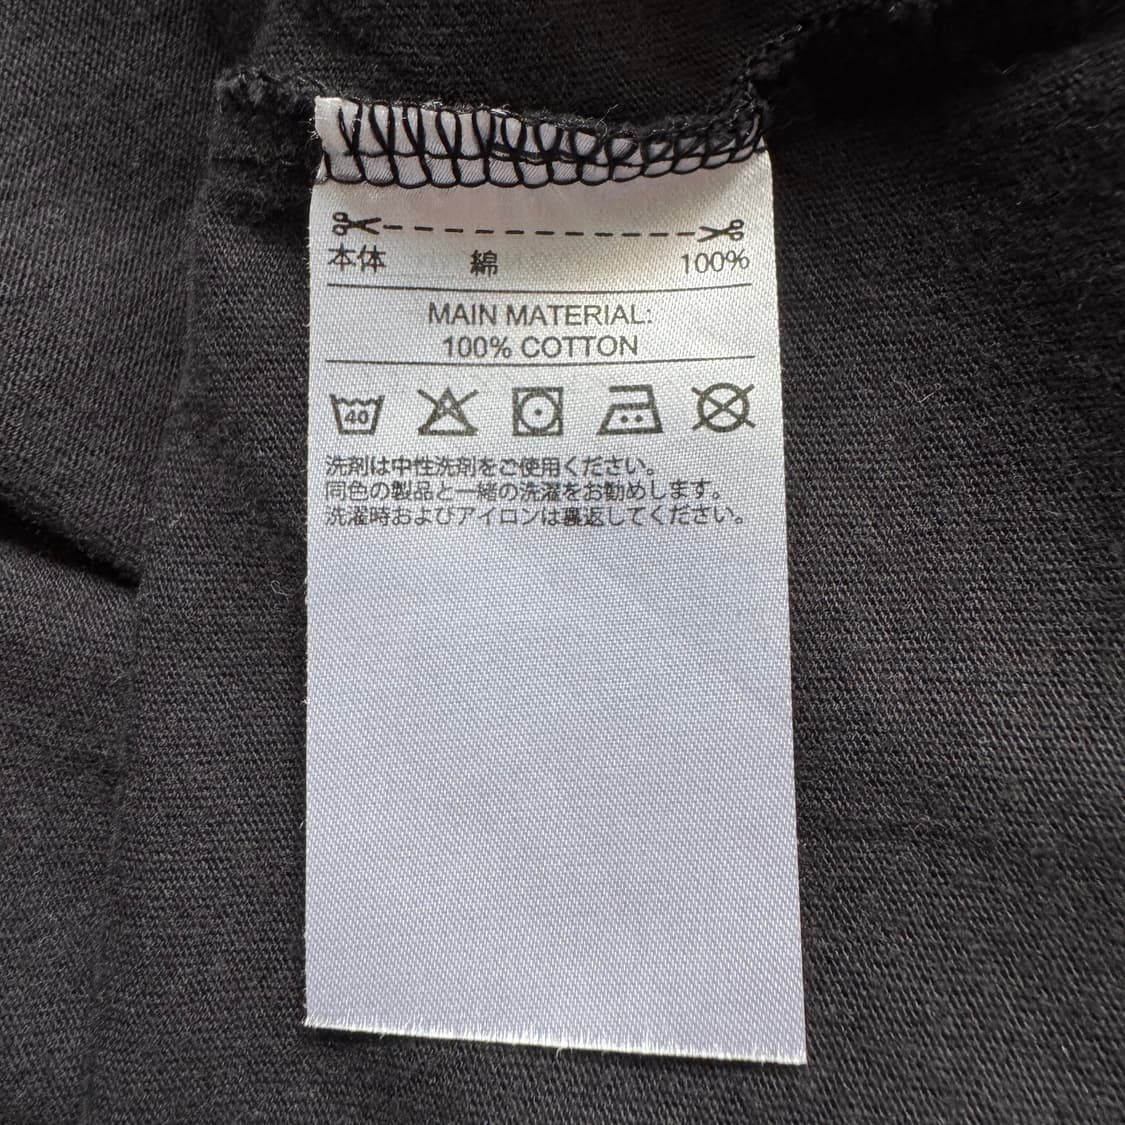 本体 綿 100%
MAIN MATERIAL:
100% COTTON
40
洗剤は中性洗剤をご使用ください。
同色の製品と一緒の洗濯をお勧めします。
洗濯時およびアイロンは裏返してください。